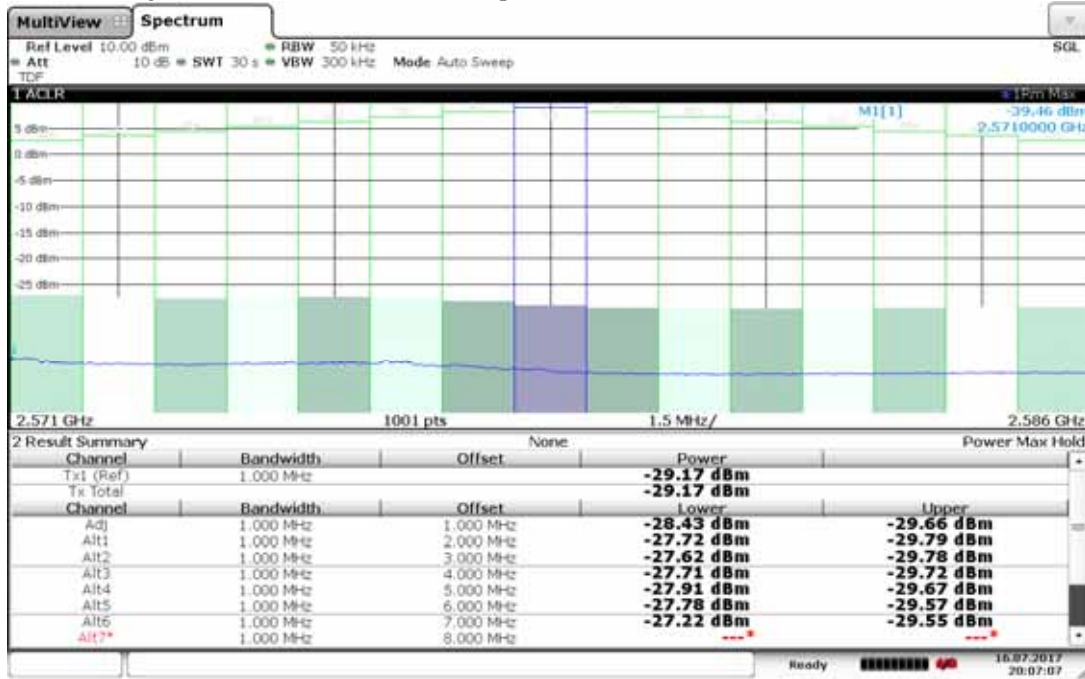 MultiView Spectrum
Ref Level 10.00 dBm RBW 50 kHz SGL
Att 10 dB SWT 30 s VBW 300 kHz Mode Auto Sweep
TDF
1 ACLR 1Rm Max
M1[1] -39.46 dBm
2.5710000 GHz
5 dBm
0 dBm
-5 dBm
-10 dBm
-15 dBm
-20 dBm
-25 dBm
2.571 GHz 1001 pts 1.5 MHz/ 2.586 GHz
2 Result Summary None Power Max Hold
Channel Bandwidth Offset Power
Tx1 (Ref) 1.000 MHz -29.17 dBm
Tx Total -29.17 dBm
Channel Bandwidth Offset Lower Upper
Adj 1.000 MHz 1.000 MHz -28.43 dBm -29.66 dBm
Alt1 1.000 MHz 2.000 MHz -27.72 dBm -29.79 dBm
Alt2 1.000 MHz 3.000 MHz -27.62 dBm -29.78 dBm
Alt3 1.000 MHz 4.000 MHz -27.71 dBm -29.72 dBm
Alt4 1.000 MHz 5.000 MHz -27.91 dBm -29.67 dBm
Alt5 1.000 MHz 6.000 MHz -27.78 dBm -29.57 dBm
Alt6 1.000 MHz 7.000 MHz -27.22 dBm -29.55 dBm
Alt7* 1.000 MHz 8.000 MHz ---* ---*
Ready 16.07.2017
20:07:07